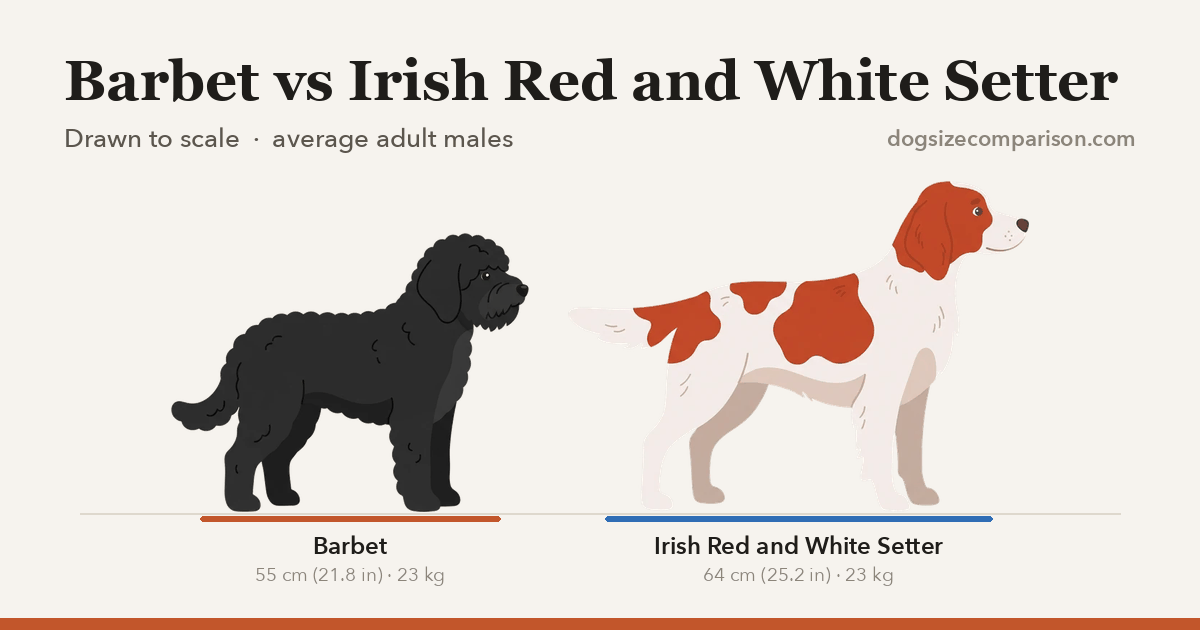 Barbet vs Irish Red and White Setter
Drawn to scale · average adult males
dogsizecomparison.com
Barbet
55 cm (21.8 in) · 23 kg
Irish Red and White Setter
64 cm (25.2 in) · 23 kg